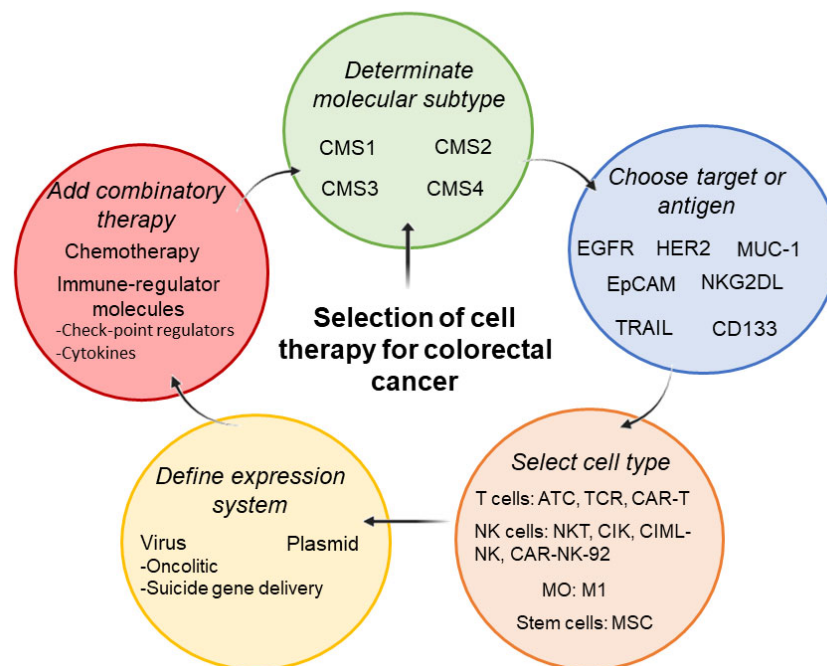 Determinate
molecular subtype
CMS1 CMS2
CMS3 CMS4
Choose target or
antigen
EGFR HER2 MUC-1
EpCAM NKG2DL
TRAIL CD133
Select cell type
T cells: ATC, TCR, CAR-T
NK cells: NKT, CIK, CIML-
NK, CAR-NK-92
MO: M1
Stem cells: MSC
Define expression
system
Virus Plasmid
-Oncolitic
-Suicide gene delivery
Add combinatory
therapy
Chemotherapy
Immune-regulator
molecules
-Check-point regulators
-Cytokines
Selection of cell
therapy for colorectal
cancer